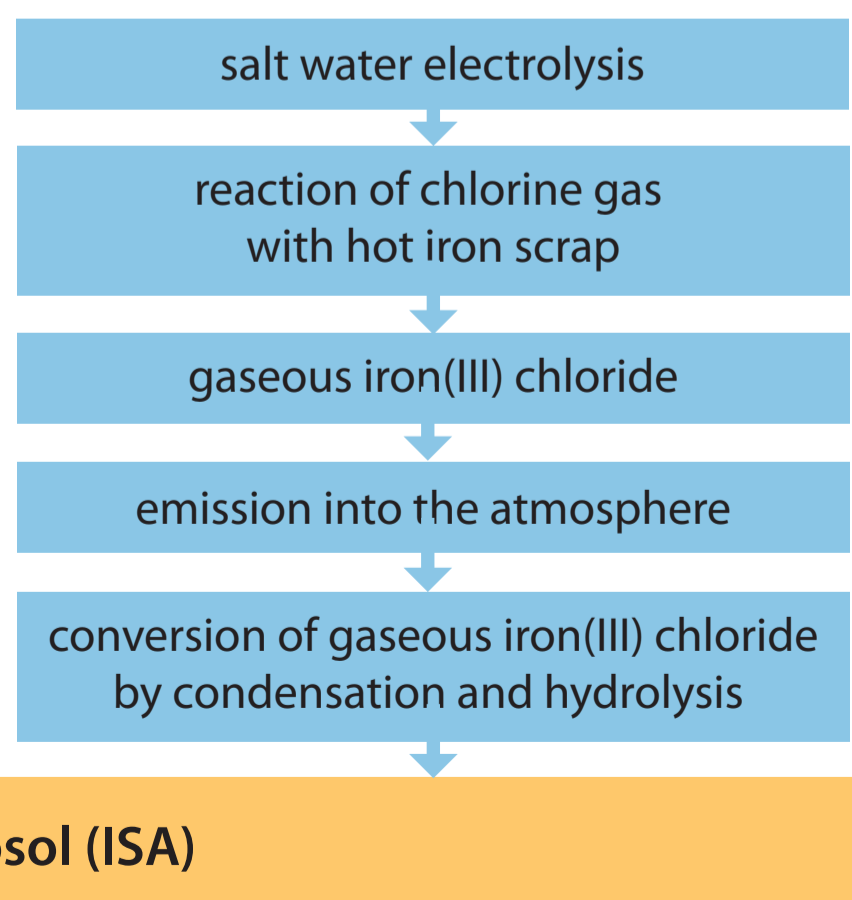 salt water electrolysis
reaction of chlorine gas
with hot iron scrap
gaseous iron(III) chloride
emission into the atmosphere
conversion of gaseous iron(III) chloride
by condensation and hydrolysis
(ISA)